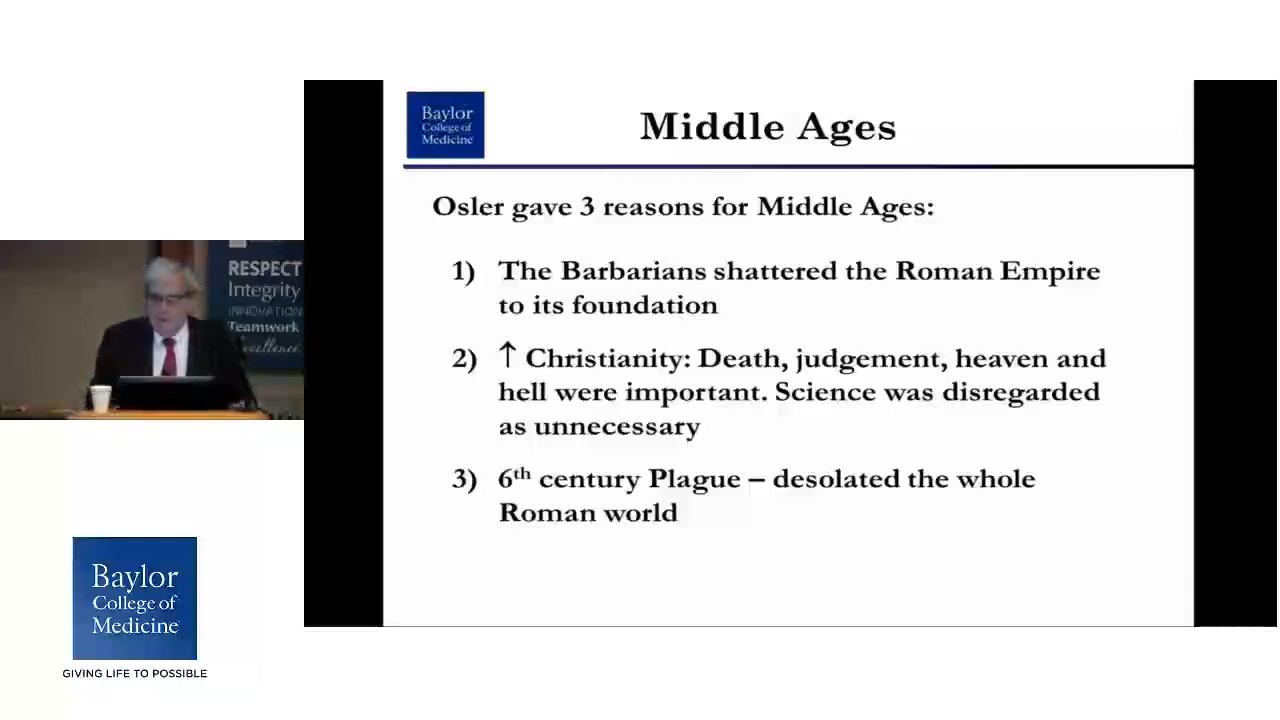 Baylor
College of
Medicine
Middle Ages
Osler gave 3 reasons for Middle Ages:
1) The Barbarians shattered the Roman Empire
to its foundation
2) ↑ Christianity: Death, judgement, heaven and
hell were important. Science was disregarded
as unnecessary
3) 6th century Plague – desolated the whole
Roman world
RESPECT
Integrity
INNOVATION
Teamwork
Excellence
Baylor
College of
Medicine
GIVING LIFE TO POSSIBLE